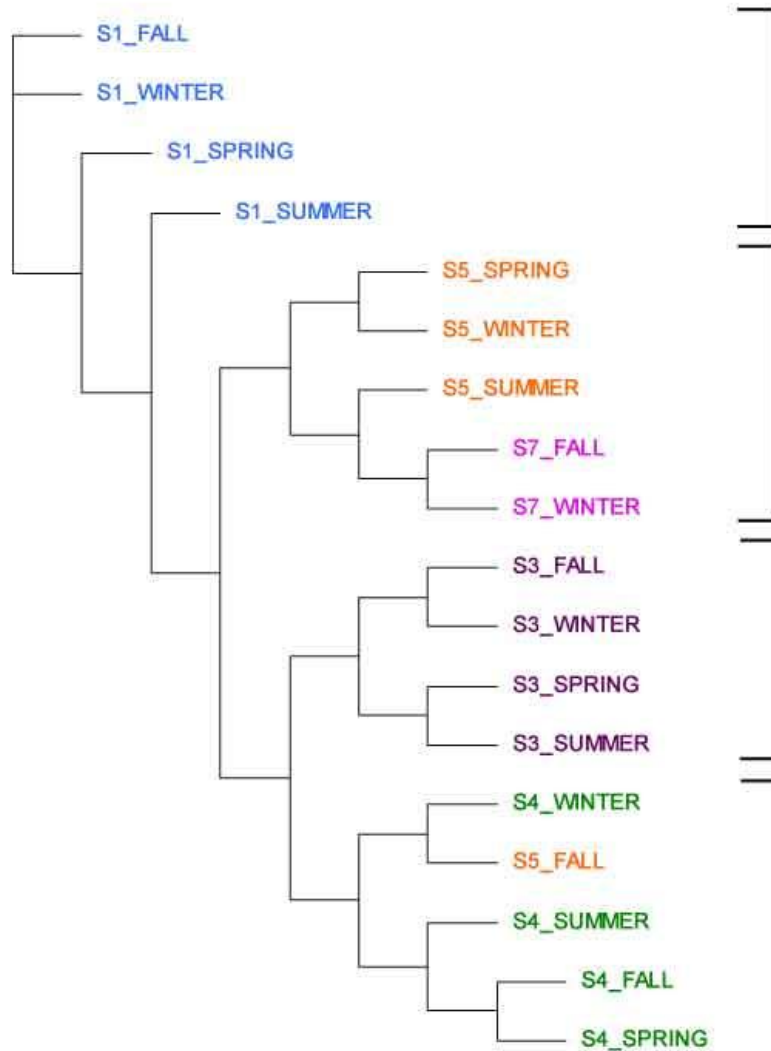 S1_FALL
S1_WINTER
S1_SPRING
S1_SUMMER
S5_SPRING
S5_WINTER
S5_SUMMER
S7_FALL
S7_WINTER
S3_FALL
S3_WINTER
S3_SPRING
S3_SUMMER
S4_WINTER
S5_FALL
S4_SUMMER
S4_FALL
S4_SPRING